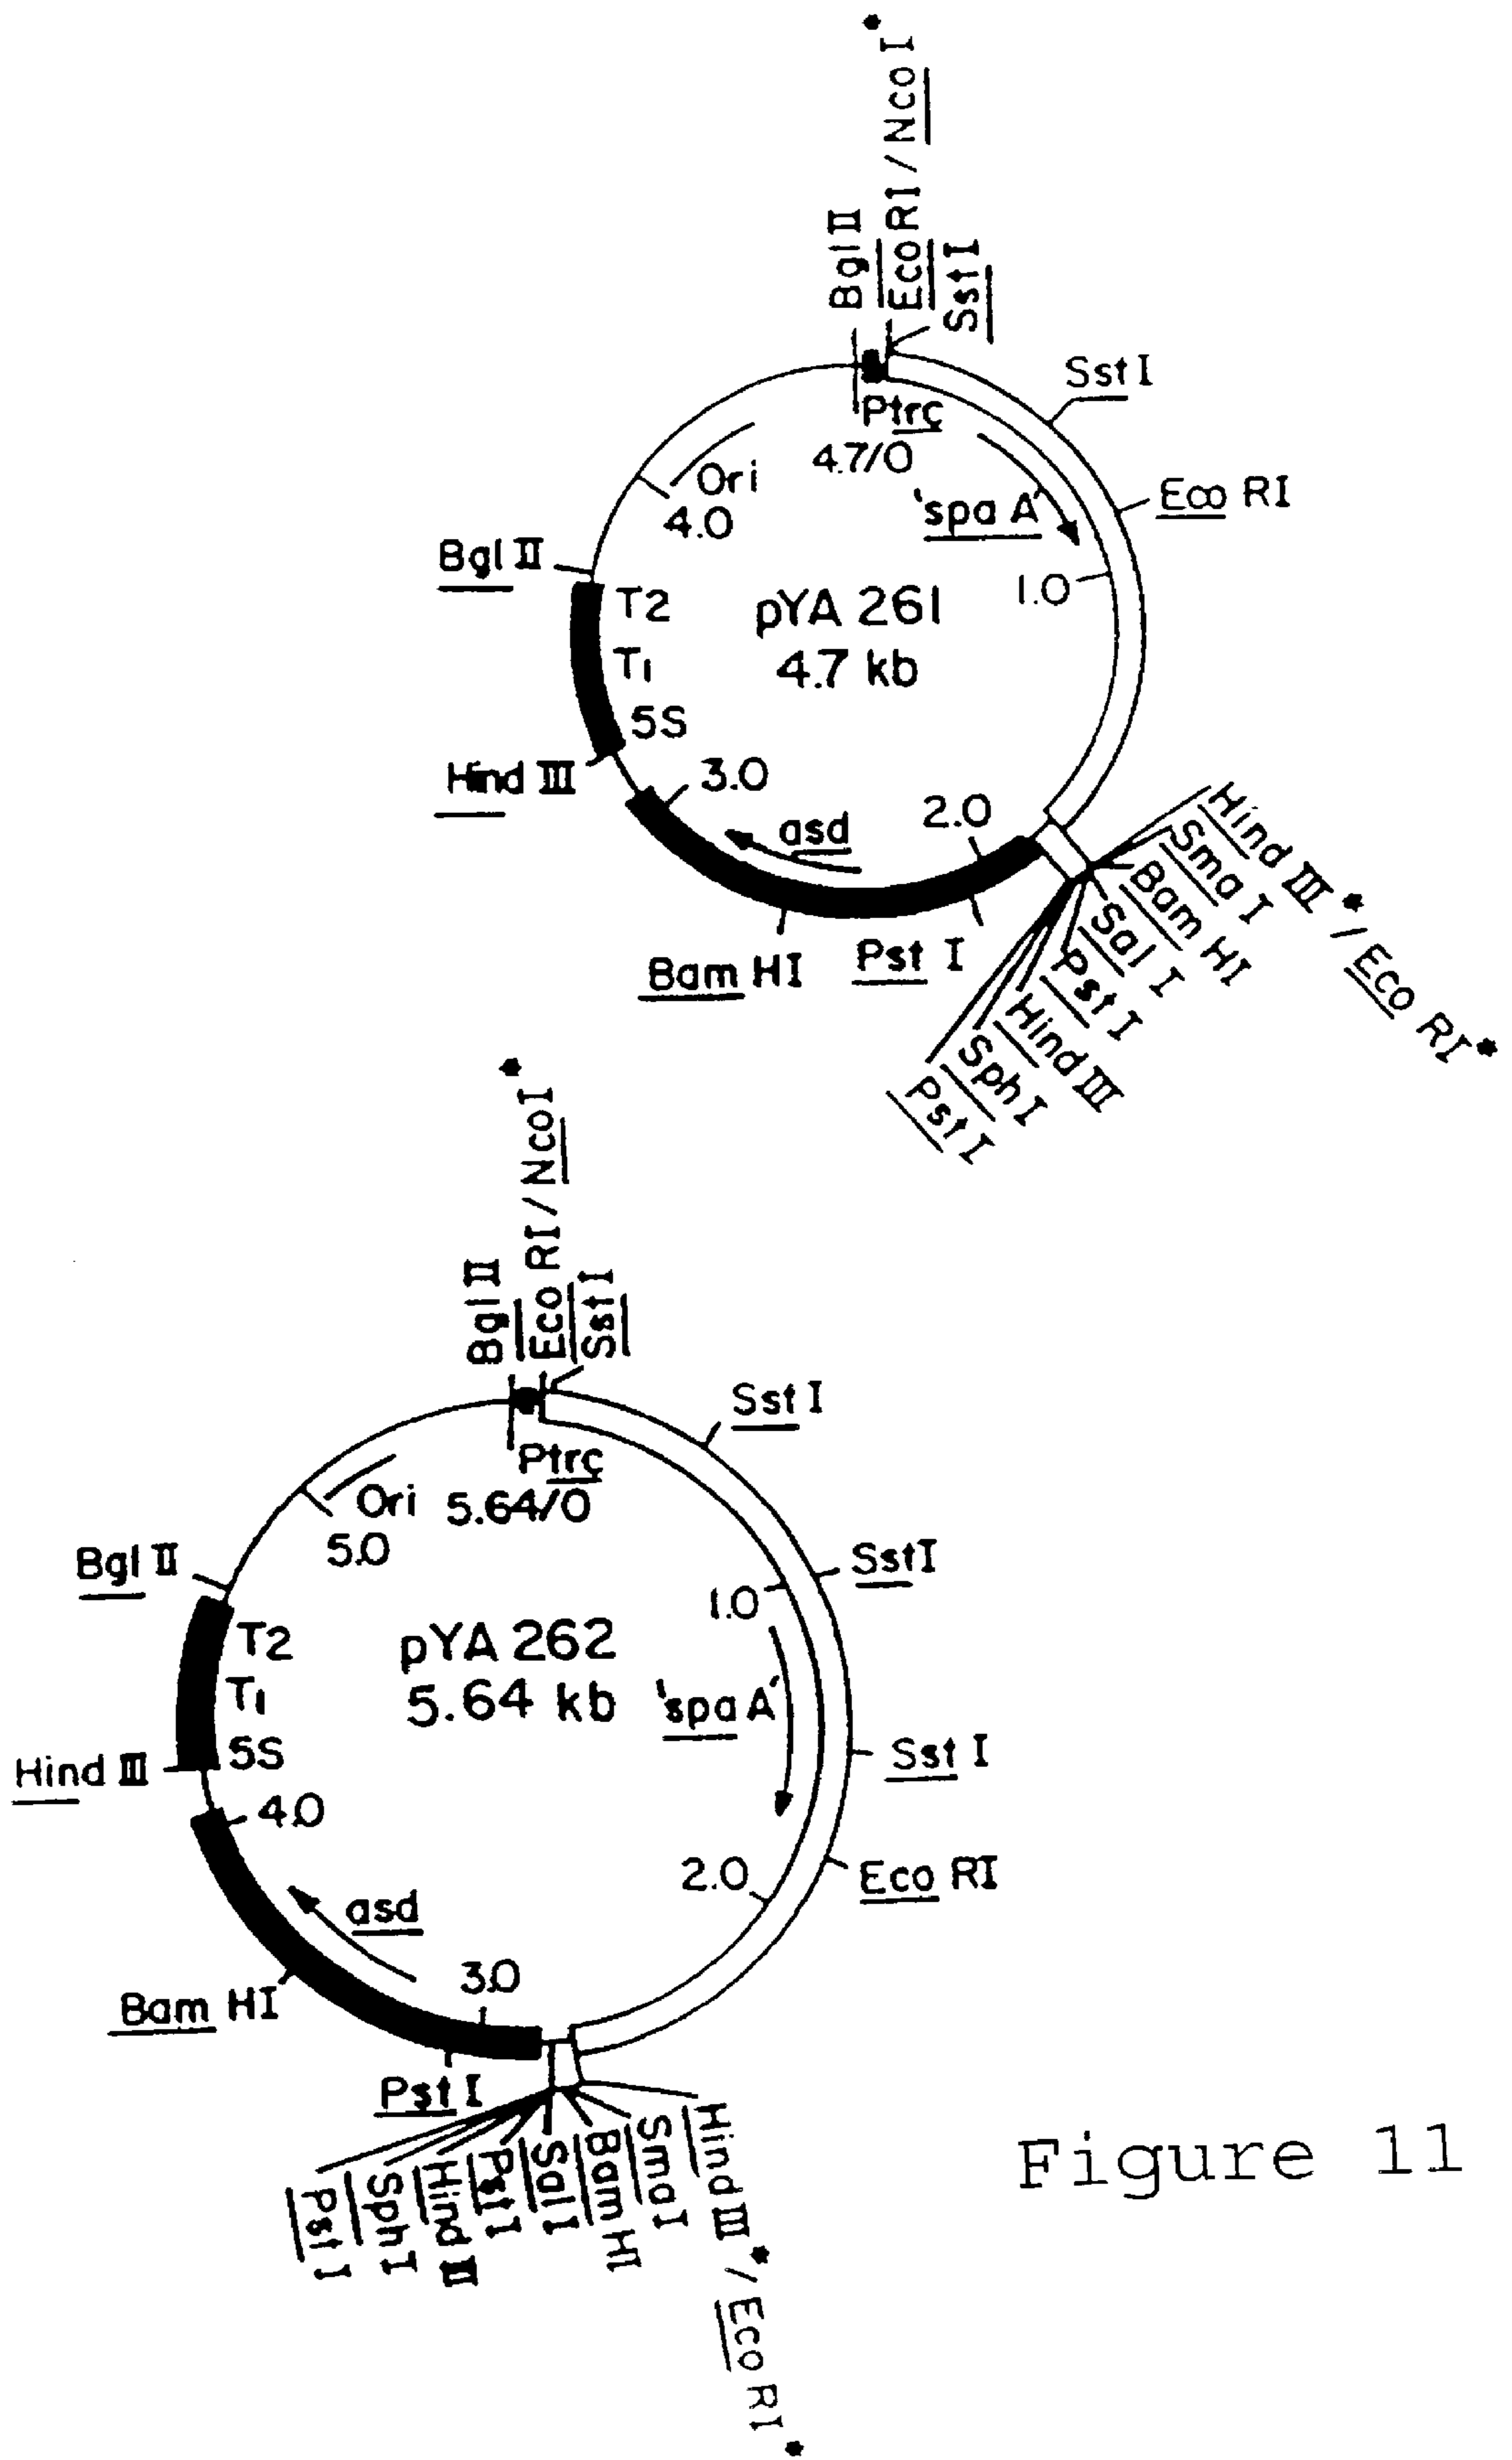 Bgl II
Eco RI / Nco I*
Sst I
Sst I
Ptrc
4.7/0
Ori
4.0
'spa A'
Eco RI
Bgl II
T2
T1
5S
pYA 261
4.7 kb
1.0
Hind III
3.0
asd
2.0
Bam HI
Pst I
Hind III* / Eco RI*
Sma I
Bam HI
Sal I
Pst I
Hind III
Sph I
Pst I
Bgl II
Eco RI / Nco I*
Sst I
Sst I
Ptrc
Ori
5.64/0
5.0
Bgl II
Sst I
1.0
T2
T1
5S
pYA 262
5.64 kb
'spa A'
Sst I
Hind III
4.0
2.0
Eco RI
asd
3.0
Bam HI
Pst I
Hind III* / Eco RI*
Sma I
Bam HI
Sal I
Pst I
Hind II
Sph I
Pst I
Figure 11